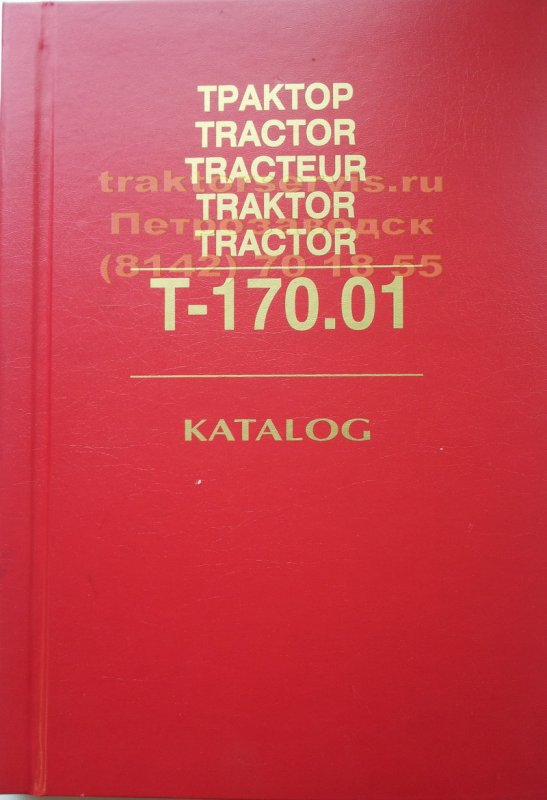 ТРАКТОР
TRACTOR
TRACTEUR
traktorservis.ru
TRAKTOR
Петрозаводск
TRACTOR
(8142) 70 18 55
T-170.01
KATALOG